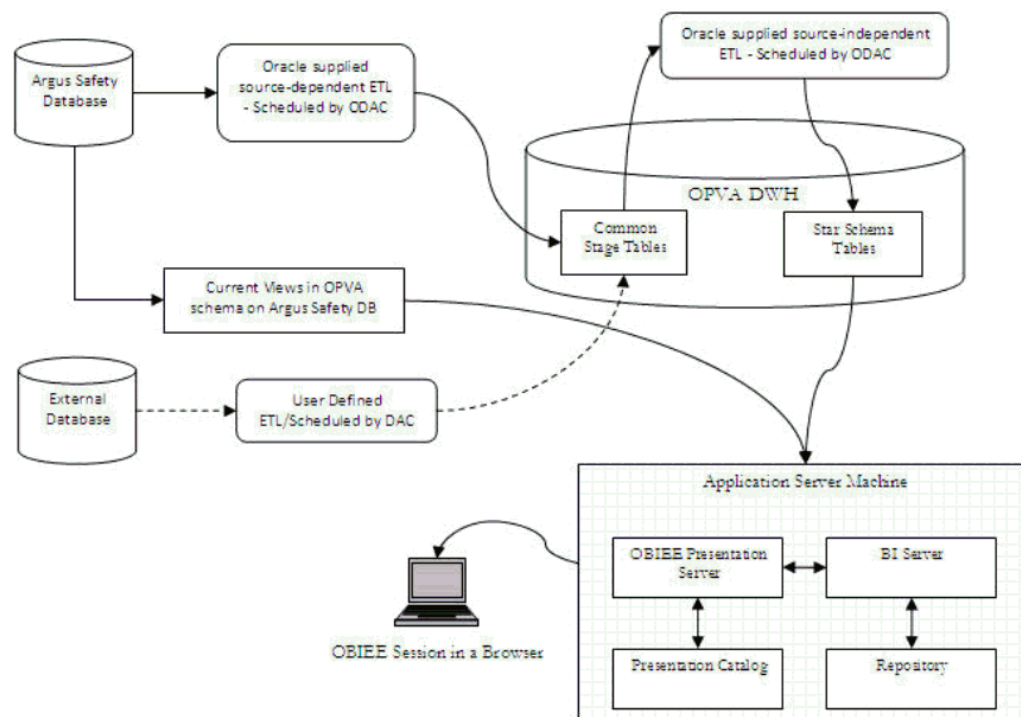 Argus Safety
Database
Oracle supplied
source-dependent ETL
- Scheduled by ODAC
Oracle supplied source-independent
ETL - Scheduled by ODAC
OPVA DWH
Common
Stage Tables
Star Schema
Tables
Current Views in OPVA
schema on Argus Safety DB
External
Database
User Defined
ETL/Scheduled by DAC
Application Server Machine
OBIEE Presentation
Server
BI Server
Presentation Catalog
Repository
OBIEE Session in a Browser